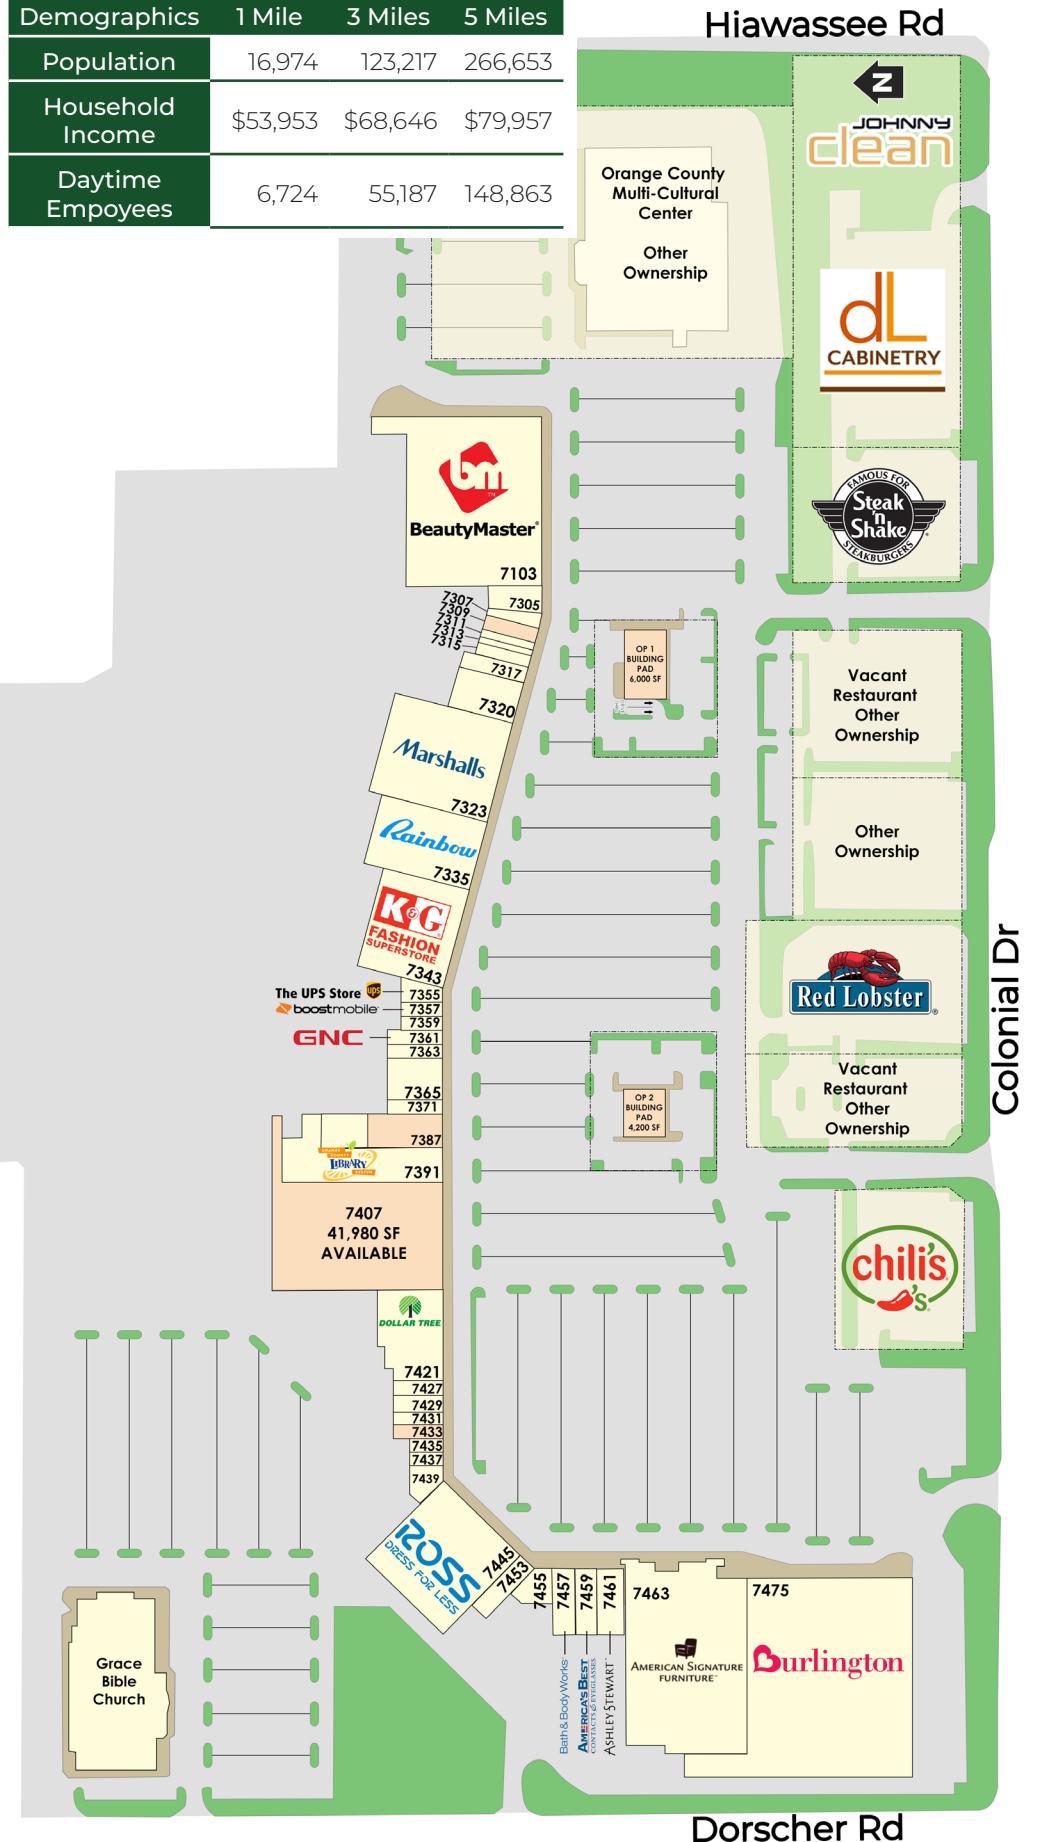 Hiawassee Rd
Demographics 1 Mile 3 Miles 5 Miles
Population 16,974 123,217 266,653
Household
Income $53,953 $68,646 $79,957
Daytime
Empoyees 6,724 55,187 148,863
N
JOHNNY
clean
Orange County
Multi-Cultural
Center
Other
Ownership
dL
CABINETRY
FAMOUS FOR
Steak
'n
Shake
STEAKBURGERS
bm
BeautyMaster
7103
7305
7307
7309
7311
7313
7315
7317
7320
OP 1
BUILDING
PAD
6,000 SF
Vacant
Restaurant
Other
Ownership
Marshalls
7323
Rainbow
7335
Other
Ownership
K&G
FASHION
SUPERSTORE
7343
Red Lobster
Colonial Dr
The UPS Store ups
7355
boostmobile
7357
7359
GNC
7361
7363
7365
7371
OP 2
BUILDING
PAD
4,200 SF
Vacant
Restaurant
Other
Ownership
7387
LIBRARY
7391
7407
41,980 SF
AVAILABLE
chili's
's
DOLLAR TREE
7421
7427
7429
7431
7433
7435
7437
7439
ROSS
DRESS FOR LESS
7445
7453
7455
7457
7459
7461
7463
7475
Bath & Body Works
AMERICA'S BEST
CONTACTS & EYEGLASSES
ASHLEY STEWART
AMERICAN SIGNATURE
FURNITURE
Burlington
Grace
Bible
Church
Dorscher Rd